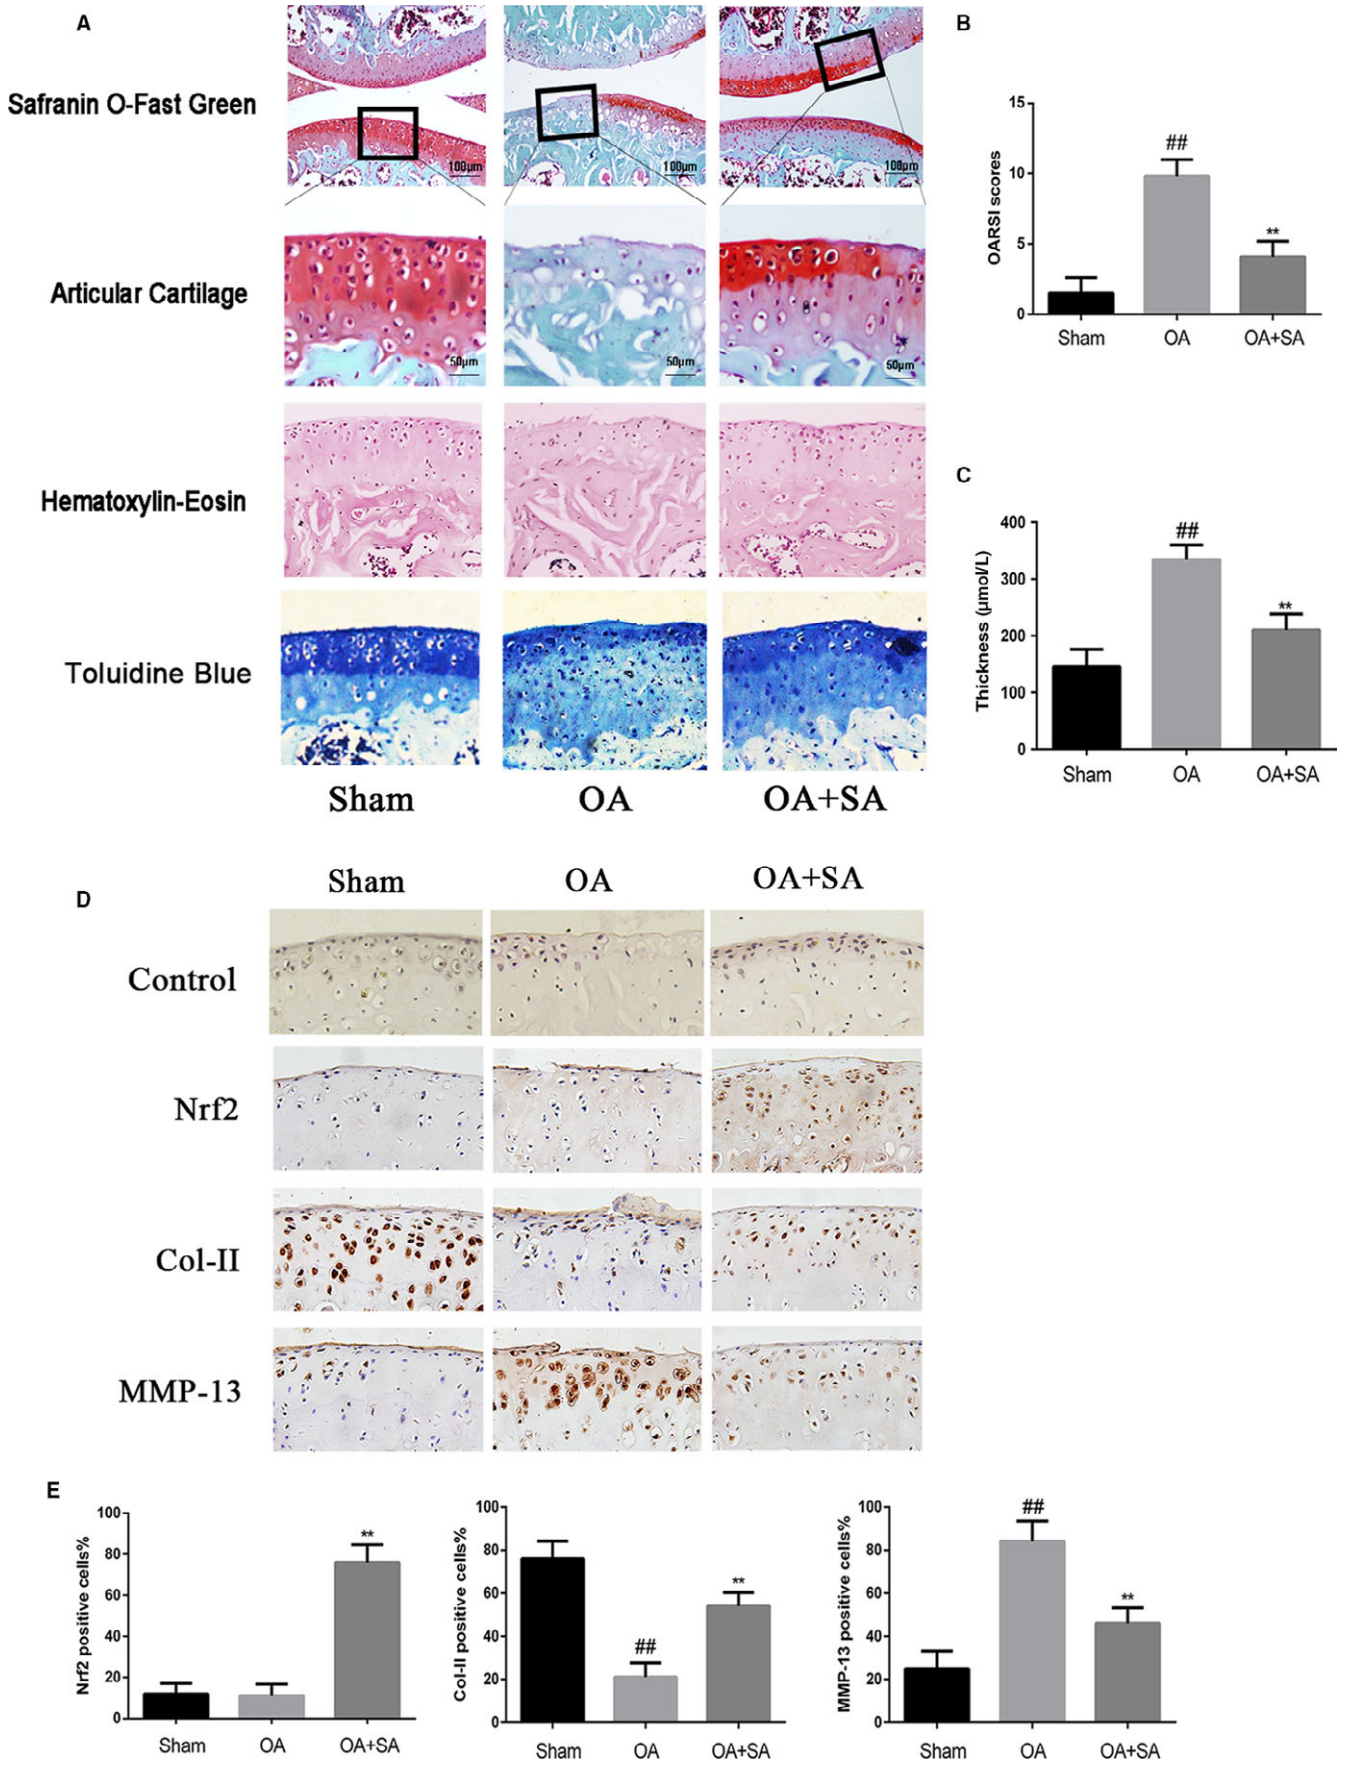 A
Safranin O-Fast Green
100μm
100μm
100μm
Articular Cartilage
50μm
50μm
50μm
Hematoxylin-Eosin
Toluidine Blue
Sham OA OA+SA
B
OARSI scores
15
10
5
0
##
**
Sham OA OA+SA
C
Thickness (μmol/L)
400
300
200
100
0
##
**
Sham OA OA+SA
D
Sham OA OA+SA
Control
Nrf2
Col-II
MMP-13
E
Nrf2 positive cells%
100
80
60
40
20
0
**
Sham OA OA+SA
Col-II positive cells%
100
80
60
40
20
0
##
**
Sham OA OA+SA
MMP-13 positive cells%
100
80
60
40
20
0
##
**
Sham OA OA+SA